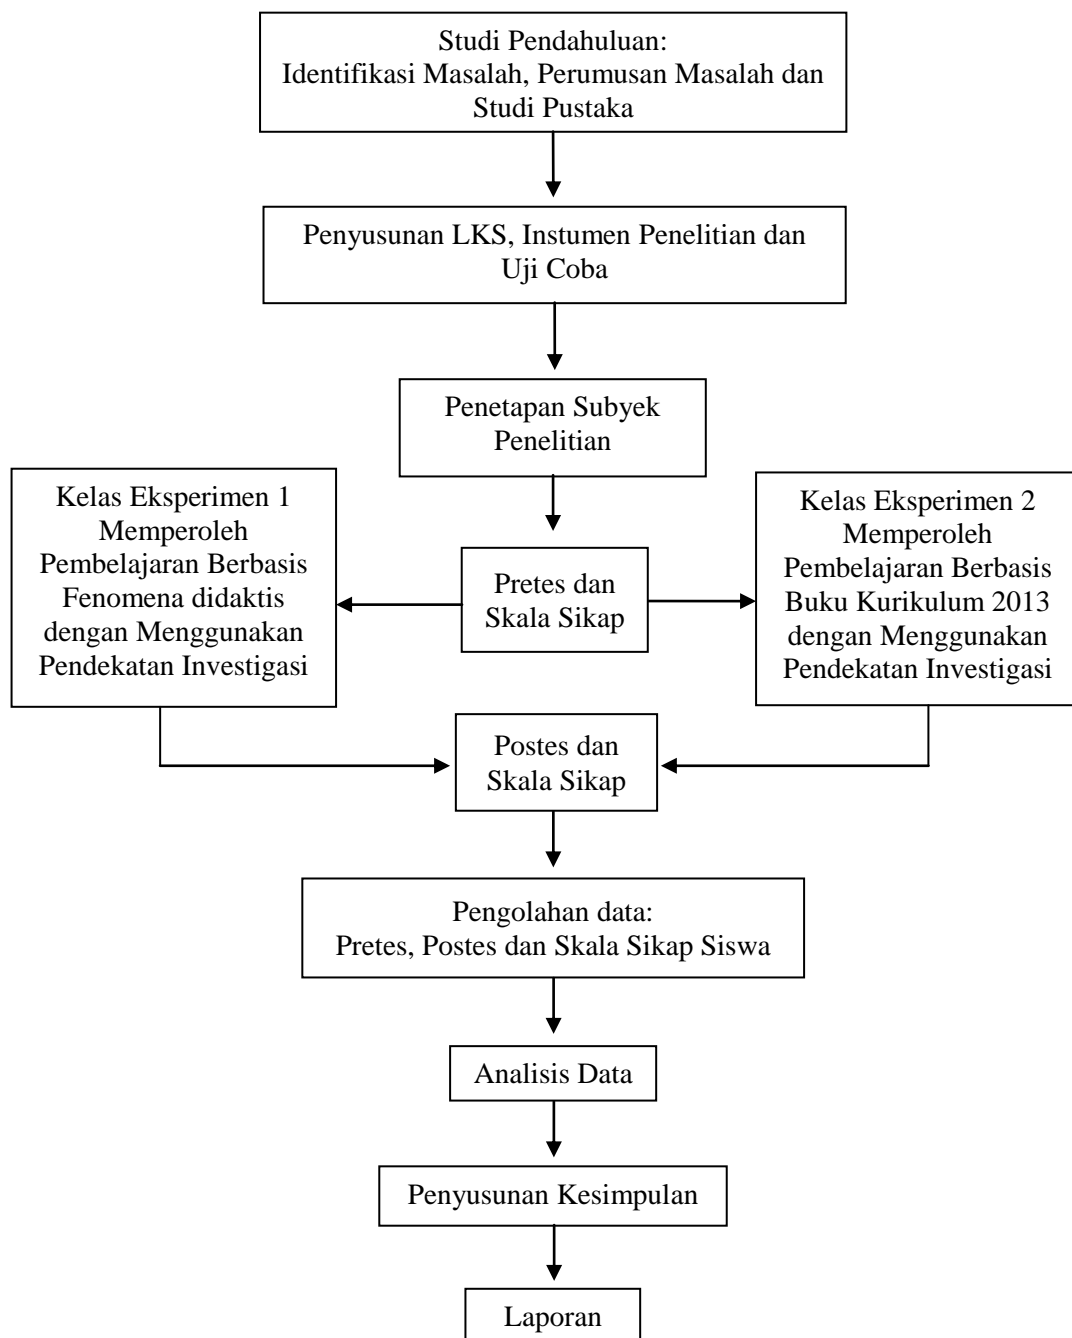 Studi Pendahuluan:
Identifikasi Masalah, Perumusan Masalah dan
Studi Pustaka
Penyusunan LKS, Instumen Penelitian dan
Uji Coba
Penetapan Subyek
Penelitian
Kelas Eksperimen 1
Memperoleh
Pembelajaran Berbasis
Fenomena didaktis
dengan Menggunakan
Pendekatan Investigasi
Pretes dan
Skala Sikap
Kelas Eksperimen 2
Memperoleh
Pembelajaran Berbasis
Buku Kurikulum 2013
dengan Menggunakan
Pendekatan Investigasi
Postes dan
Skala Sikap
Pengolahan data:
Pretes, Postes dan Skala Sikap Siswa
Analisis Data
Penyusunan Kesimpulan
Laporan